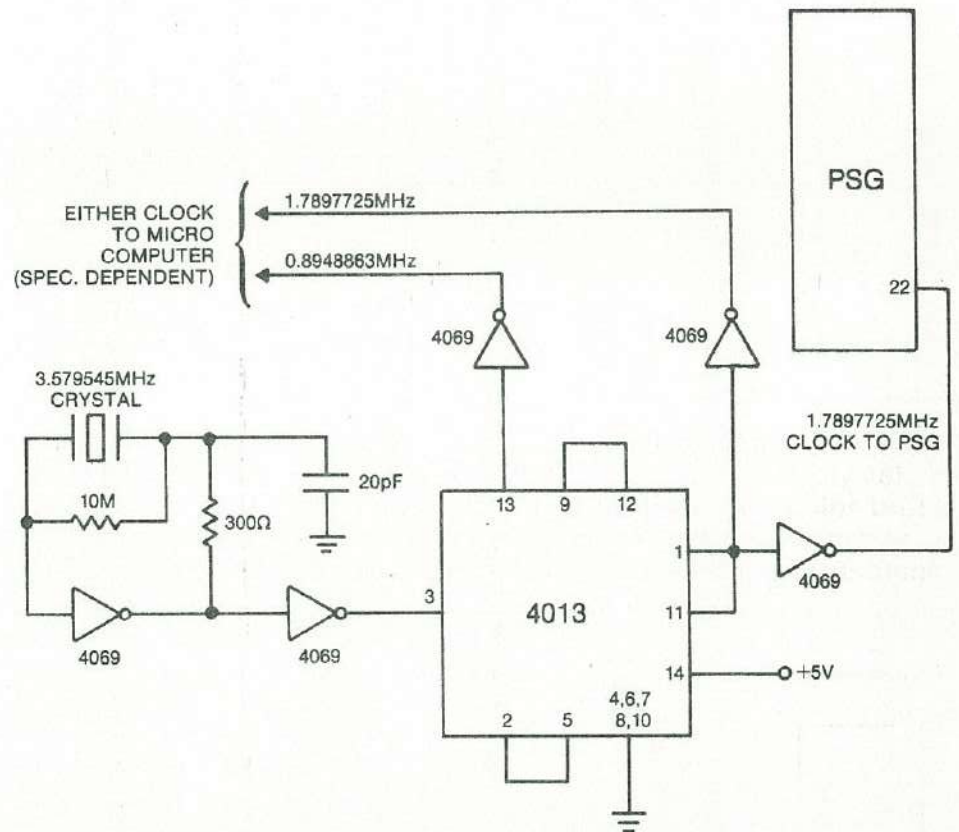 PSG
22
EITHER CLOCK
TO MICRO
COMPUTER
(SPEC. DEPENDENT)
1.7897725MHz
0.8948863MHz
4069
4069
3.579545MHz
CRYSTAL
10M
300Ω
20pF
1.7897725MHz
CLOCK TO PSG
13
9
12
1
4069
3
4013
11
4069
4069
14
+5V
4,6,7
8,10
2
5